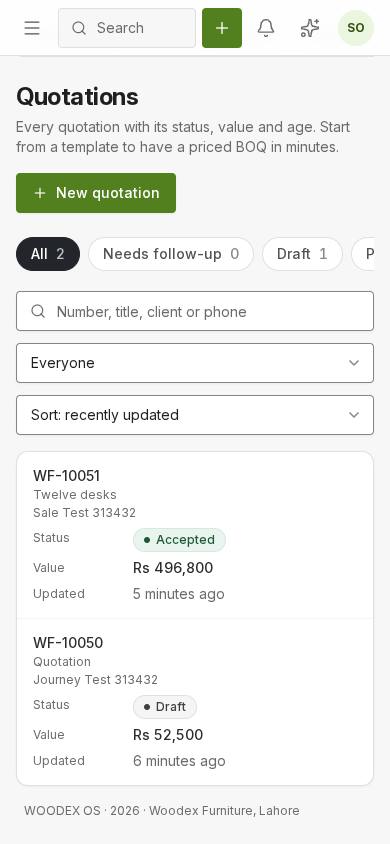 Search
SO
Quotations
Every quotation with its status, value and age. Start
from a template to have a priced BOQ in minutes.
New quotation
All 2
Needs follow-up 0
Draft 1
P
Number, title, client or phone
Everyone
Sort: recently updated
WF-10051
Twelve desks
Sale Test 313432
Status Accepted
Value Rs 496,800
Updated 5 minutes ago
WF-10050
Quotation
Journey Test 313432
Status Draft
Value Rs 52,500
Updated 6 minutes ago
WOODEX OS · 2026 · Woodex Furniture, Lahore